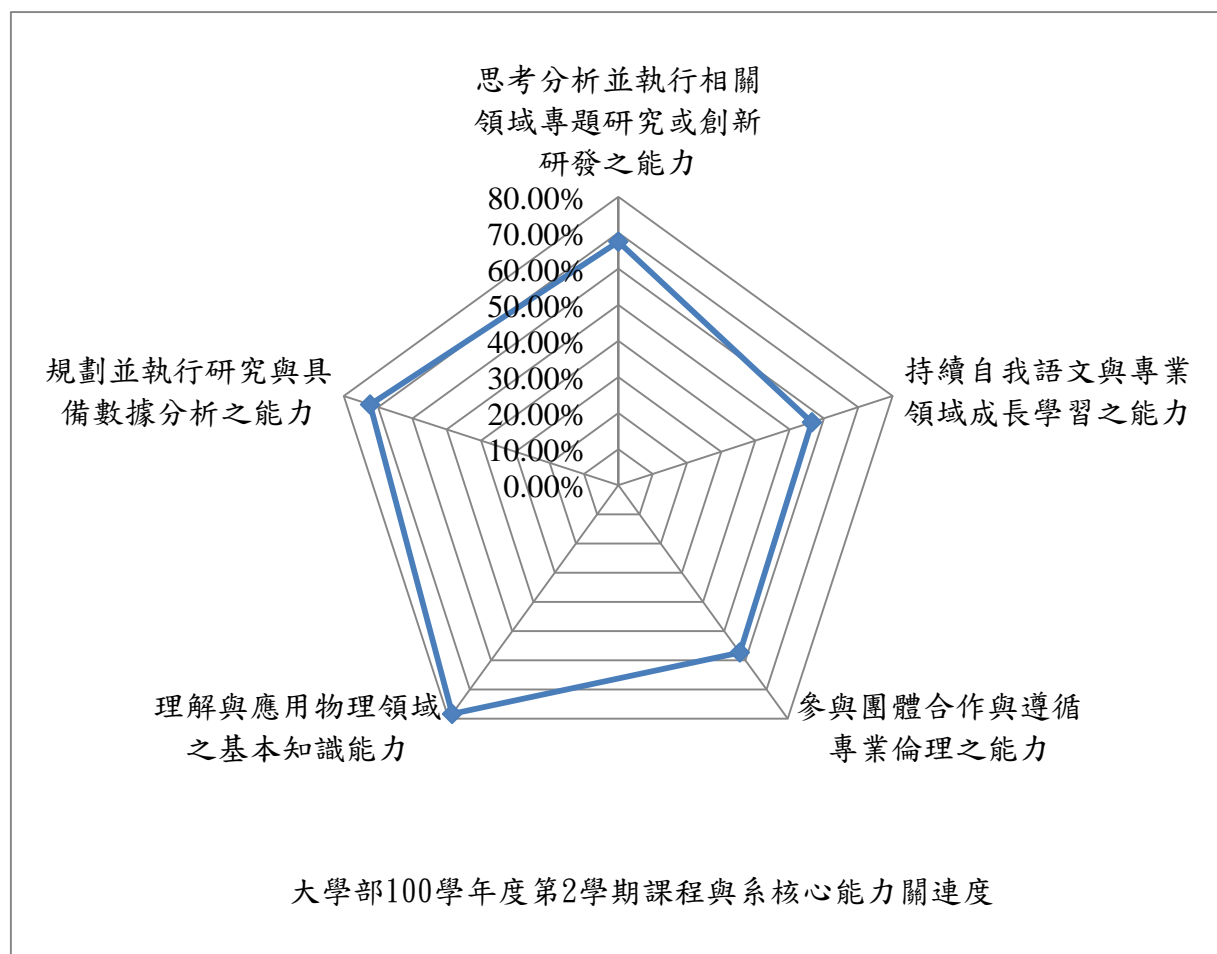 思考分析並執行相關
領域專題研究或創新
研發之能力
80.00%
70.00%
60.00%
50.00%
40.00%
30.00%
20.00%
10.00%
0.00%
持續自我語文與專業
領域成長學習之能力
參與團體合作與遵循
專業倫理之能力
理解與應用物理領域
之基本知識能力
規劃並執行研究與具
備數據分析之能力
大學部100學年度第2學期課程與系核心能力關連度